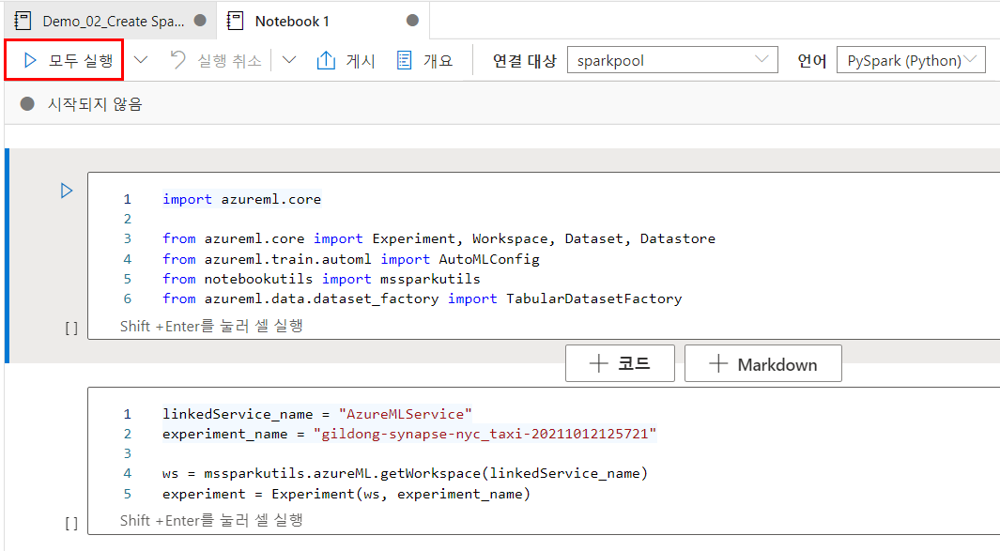 Demo_02_Create Spa...
Notebook 1
모두 실행 실행 취소 게시 개요 연결 대상 sparkpool 언어 PySpark (Python)
시작되지 않음
1 import azureml.core
2
3 from azureml.core import Experiment, Workspace, Dataset, Datastore
4 from azureml.train.automl import AutoMLConfig
5 from notebookutils import mssparkutils
6 from azureml.data.dataset_factory import TabularDatasetFactory
[ ] Shift +Enter를 눌러 셀 실행
+ 코드 + Markdown
1 linkedService_name = "AzureMLService"
2 experiment_name = "gildong-synapse-nyc_taxi-20211012125721"
3
4 ws = mssparkutils.azureML.getWorkspace(linkedService_name)
5 experiment = Experiment(ws, experiment_name)
[ ] Shift +Enter를 눌러 셀 실행